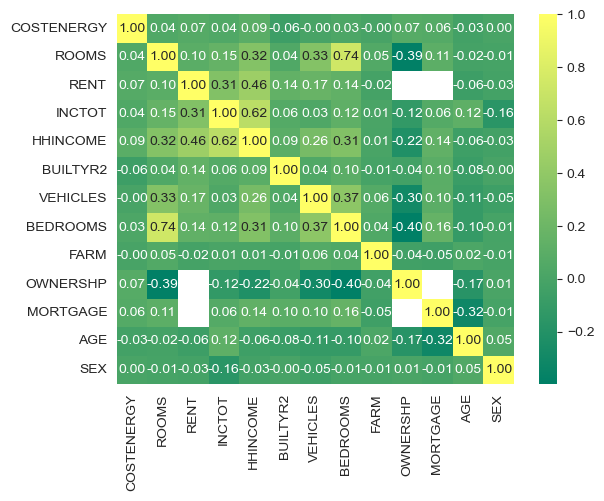 COSTENERGY 1.00 0.04 0.07 0.04 0.09 -0.06 -0.00 0.03 -0.00 0.07 0.06 -0.03 0.00
ROOMS 0.04 1.00 0.10 0.15 0.32 0.04 0.33 0.74 0.05 -0.39 0.11 -0.02 -0.01
RENT 0.07 0.10 1.00 0.31 0.46 0.14 0.17 0.14 -0.02 -0.06 -0.03
INCTOT 0.04 0.15 0.31 1.00 0.62 0.06 0.03 0.12 0.01 -0.12 0.06 0.12 -0.16
HHINCOME 0.09 0.32 0.46 0.62 1.00 0.09 0.26 0.31 0.01 -0.22 0.14 -0.06 -0.03
BUILTYR2 -0.06 0.04 0.14 0.06 0.09 1.00 0.04 0.10 -0.01 -0.04 0.10 -0.08 -0.00
VEHICLES -0.00 0.33 0.17 0.03 0.26 0.04 1.00 0.37 0.06 -0.30 0.10 -0.11 -0.05
BEDROOMS 0.03 0.74 0.14 0.12 0.31 0.10 0.37 1.00 0.04 -0.40 0.16 -0.10 -0.01
FARM -0.00 0.05 -0.02 0.01 0.01 -0.01 0.06 0.04 1.00 -0.04 -0.05 0.02 -0.01
OWNERSHP 0.07 -0.39 -0.12 -0.22 -0.04 -0.30 -0.40 -0.04 1.00 -0.17 0.01
MORTGAGE 0.06 0.11 0.06 0.14 0.10 0.10 0.16 -0.05 1.00 -0.32 -0.01
AGE -0.03 -0.02 -0.06 0.12 -0.06 -0.08 -0.11 -0.10 0.02 -0.17 -0.32 1.00 0.05
SEX 0.00 -0.01 -0.03 -0.16 -0.03 -0.00 -0.05 -0.01 -0.01 0.01 -0.01 0.05 1.00
COSTENERGY ROOMS RENT INCTOT HHINCOME BUILTYR2 VEHICLES BEDROOMS FARM OWNERSHP MORTGAGE AGE SEX
1.0
0.8
0.6
0.4
0.2
0.0
−0.2